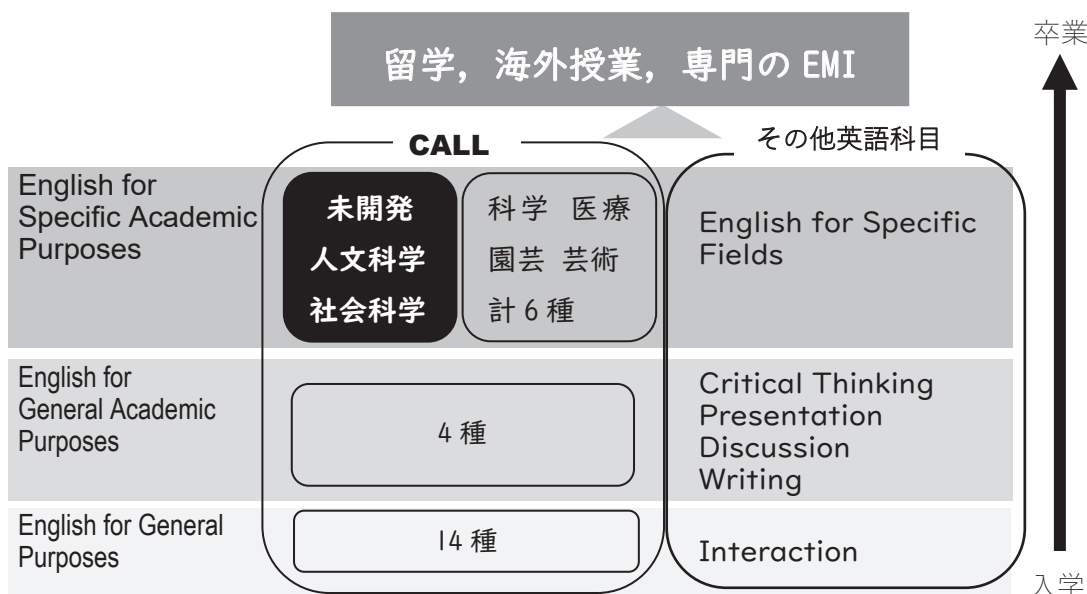 卒業
留学, 海外授業, 専門の EMI
CALL
その他英語科目
English for
Specific Academic
Purposes
未開発
人文科学
社会科学
科学 医療
園芸 芸術
計6種
English for Specific
Fields
English for
General Academic
Purposes
4種
Critical Thinking
Presentation
Discussion
Writing
English for General
Purposes
14種
Interaction
入学